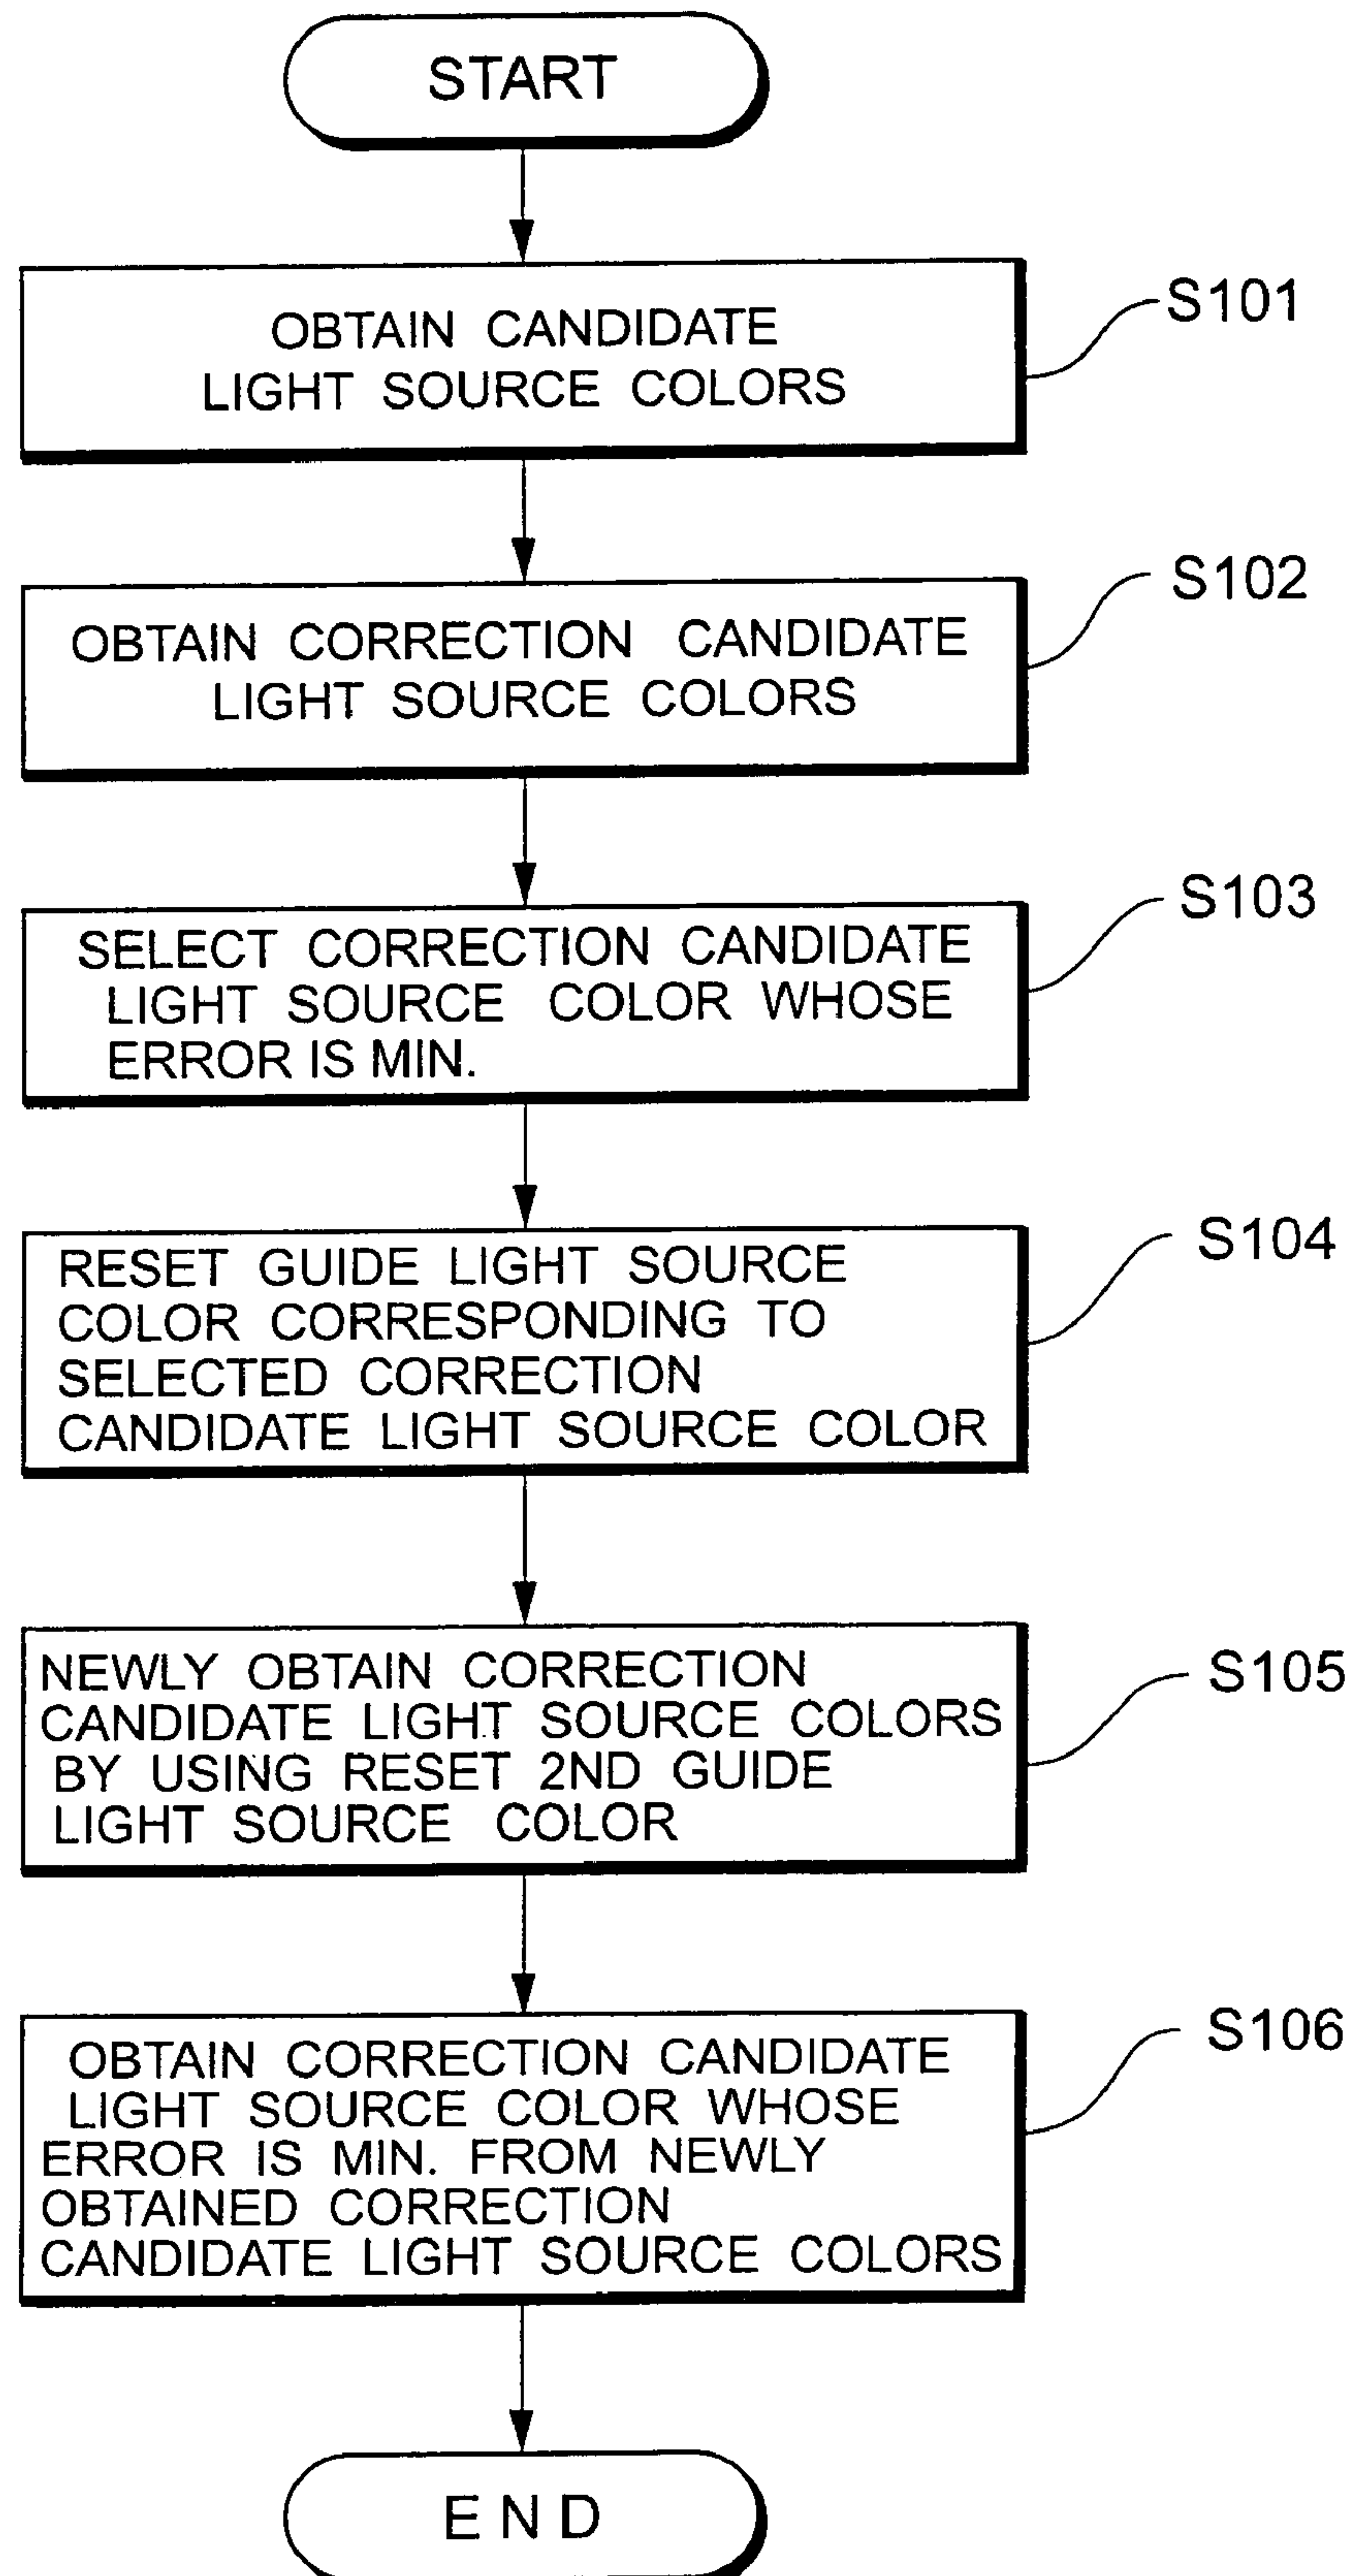 START
OBTAIN CANDIDATE
LIGHT SOURCE COLORS
S101
OBTAIN CORRECTION CANDIDATE
LIGHT SOURCE COLORS
S102
SELECT CORRECTION CANDIDATE
LIGHT SOURCE COLOR WHOSE
ERROR IS MIN.
S103
RESET GUIDE LIGHT SOURCE
COLOR CORRESPONDING TO
SELECTED CORRECTION
CANDIDATE LIGHT SOURCE COLOR
S104
NEWLY OBTAIN CORRECTION
CANDIDATE LIGHT SOURCE COLORS
BY USING RESET 2ND GUIDE
LIGHT SOURCE COLOR
S105
OBTAIN CORRECTION CANDIDATE
LIGHT SOURCE COLOR WHOSE
ERROR IS MIN. FROM NEWLY
OBTAINED CORRECTION
CANDIDATE LIGHT SOURCE COLORS
S106
END